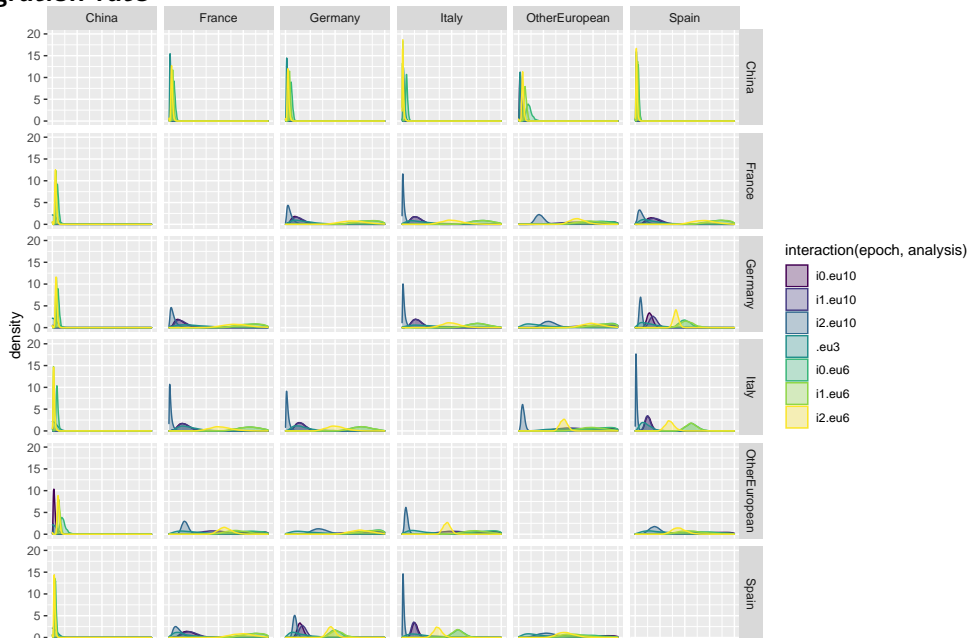 gration rate
China France Germany Italy OtherEuropean Spain
20
15
10
5
0
China
20
15
10
5
0
France
20
15
10
5
0
Germany
20
15
10
5
0
Italy
20
15
10
5
0
OtherEuropean
20
15
10
5
0
Spain
density
interaction(epoch, analysis)
i0.eu10
i1.eu10
i2.eu10
.eu3
i0.eu6
i1.eu6
i2.eu6